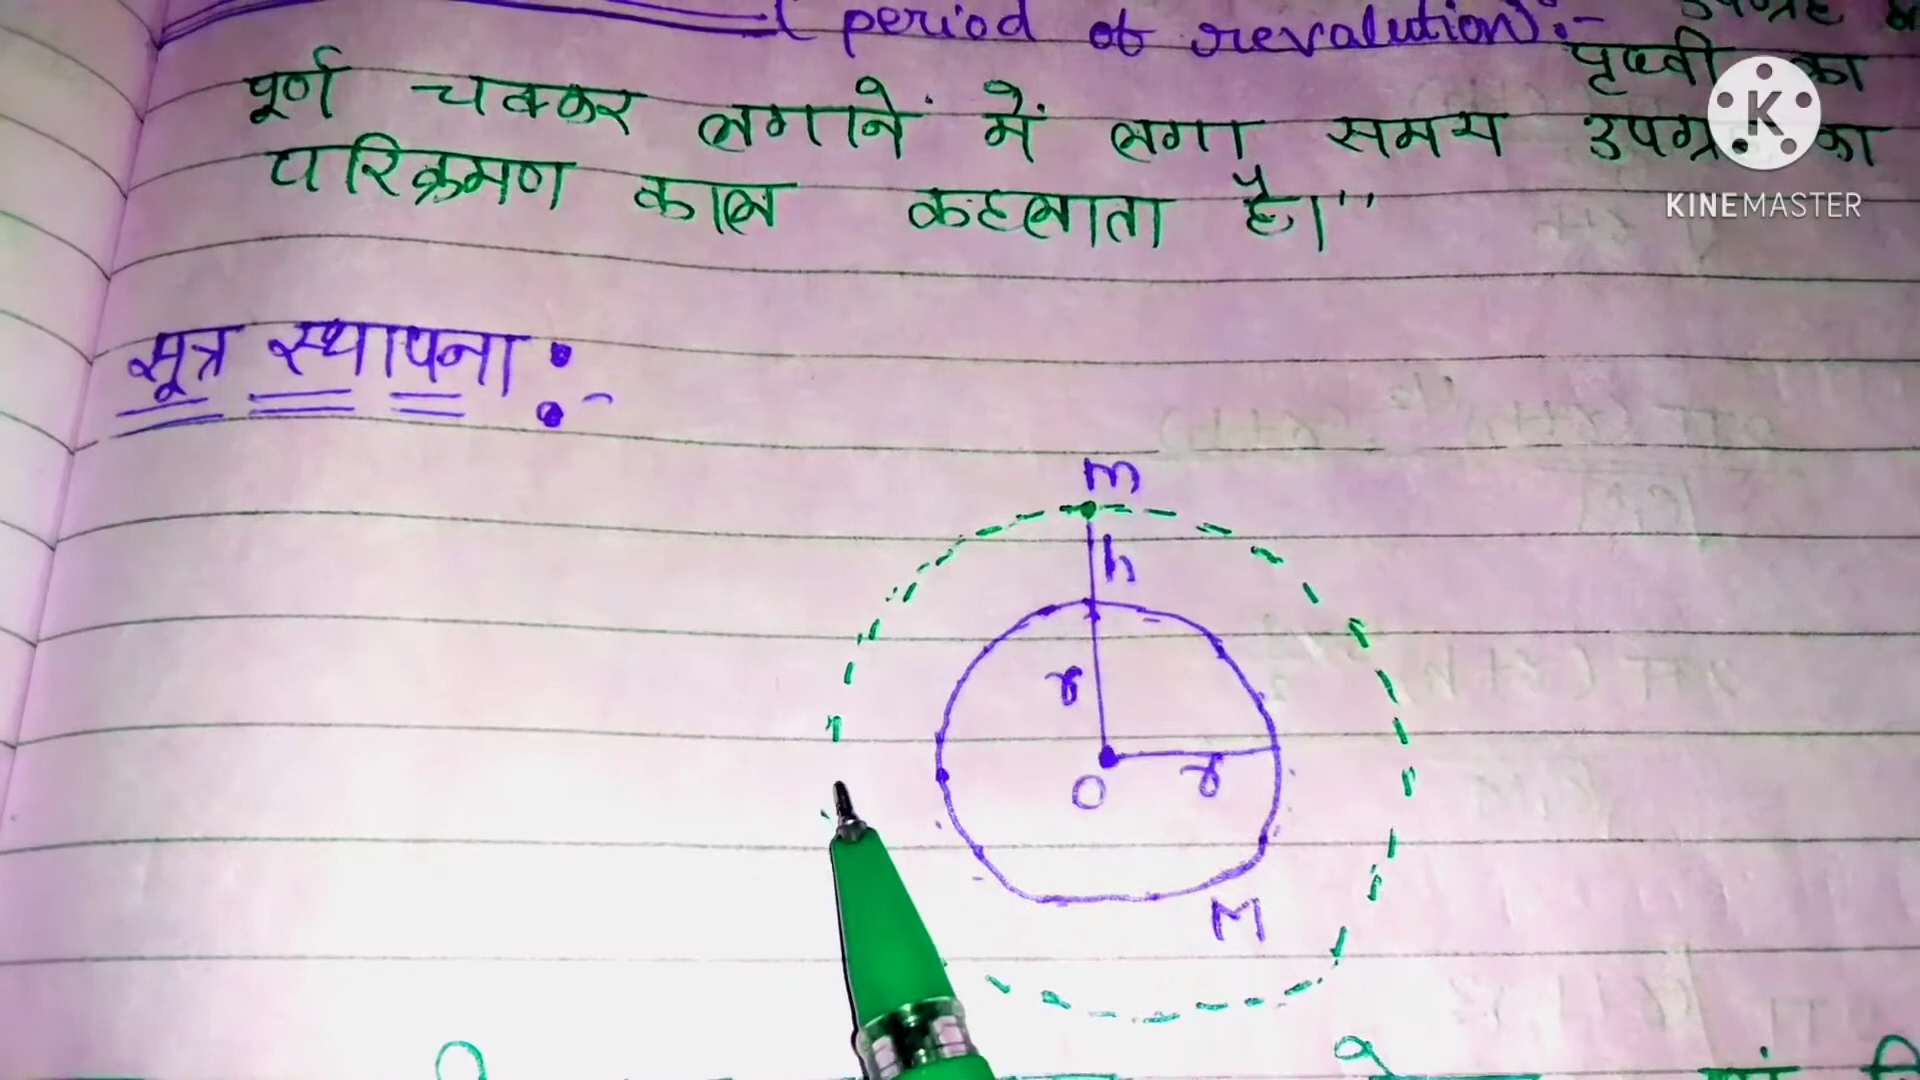 ( period of revalution):-
पृथ्वी का
पूर्ण चक्कर लगाने में लगा समय उपग्रह का
परिक्रमण काल कहलाता है।"
सूत्र स्थापना :-
m
h
r
O r
M
K
KINEMASTER